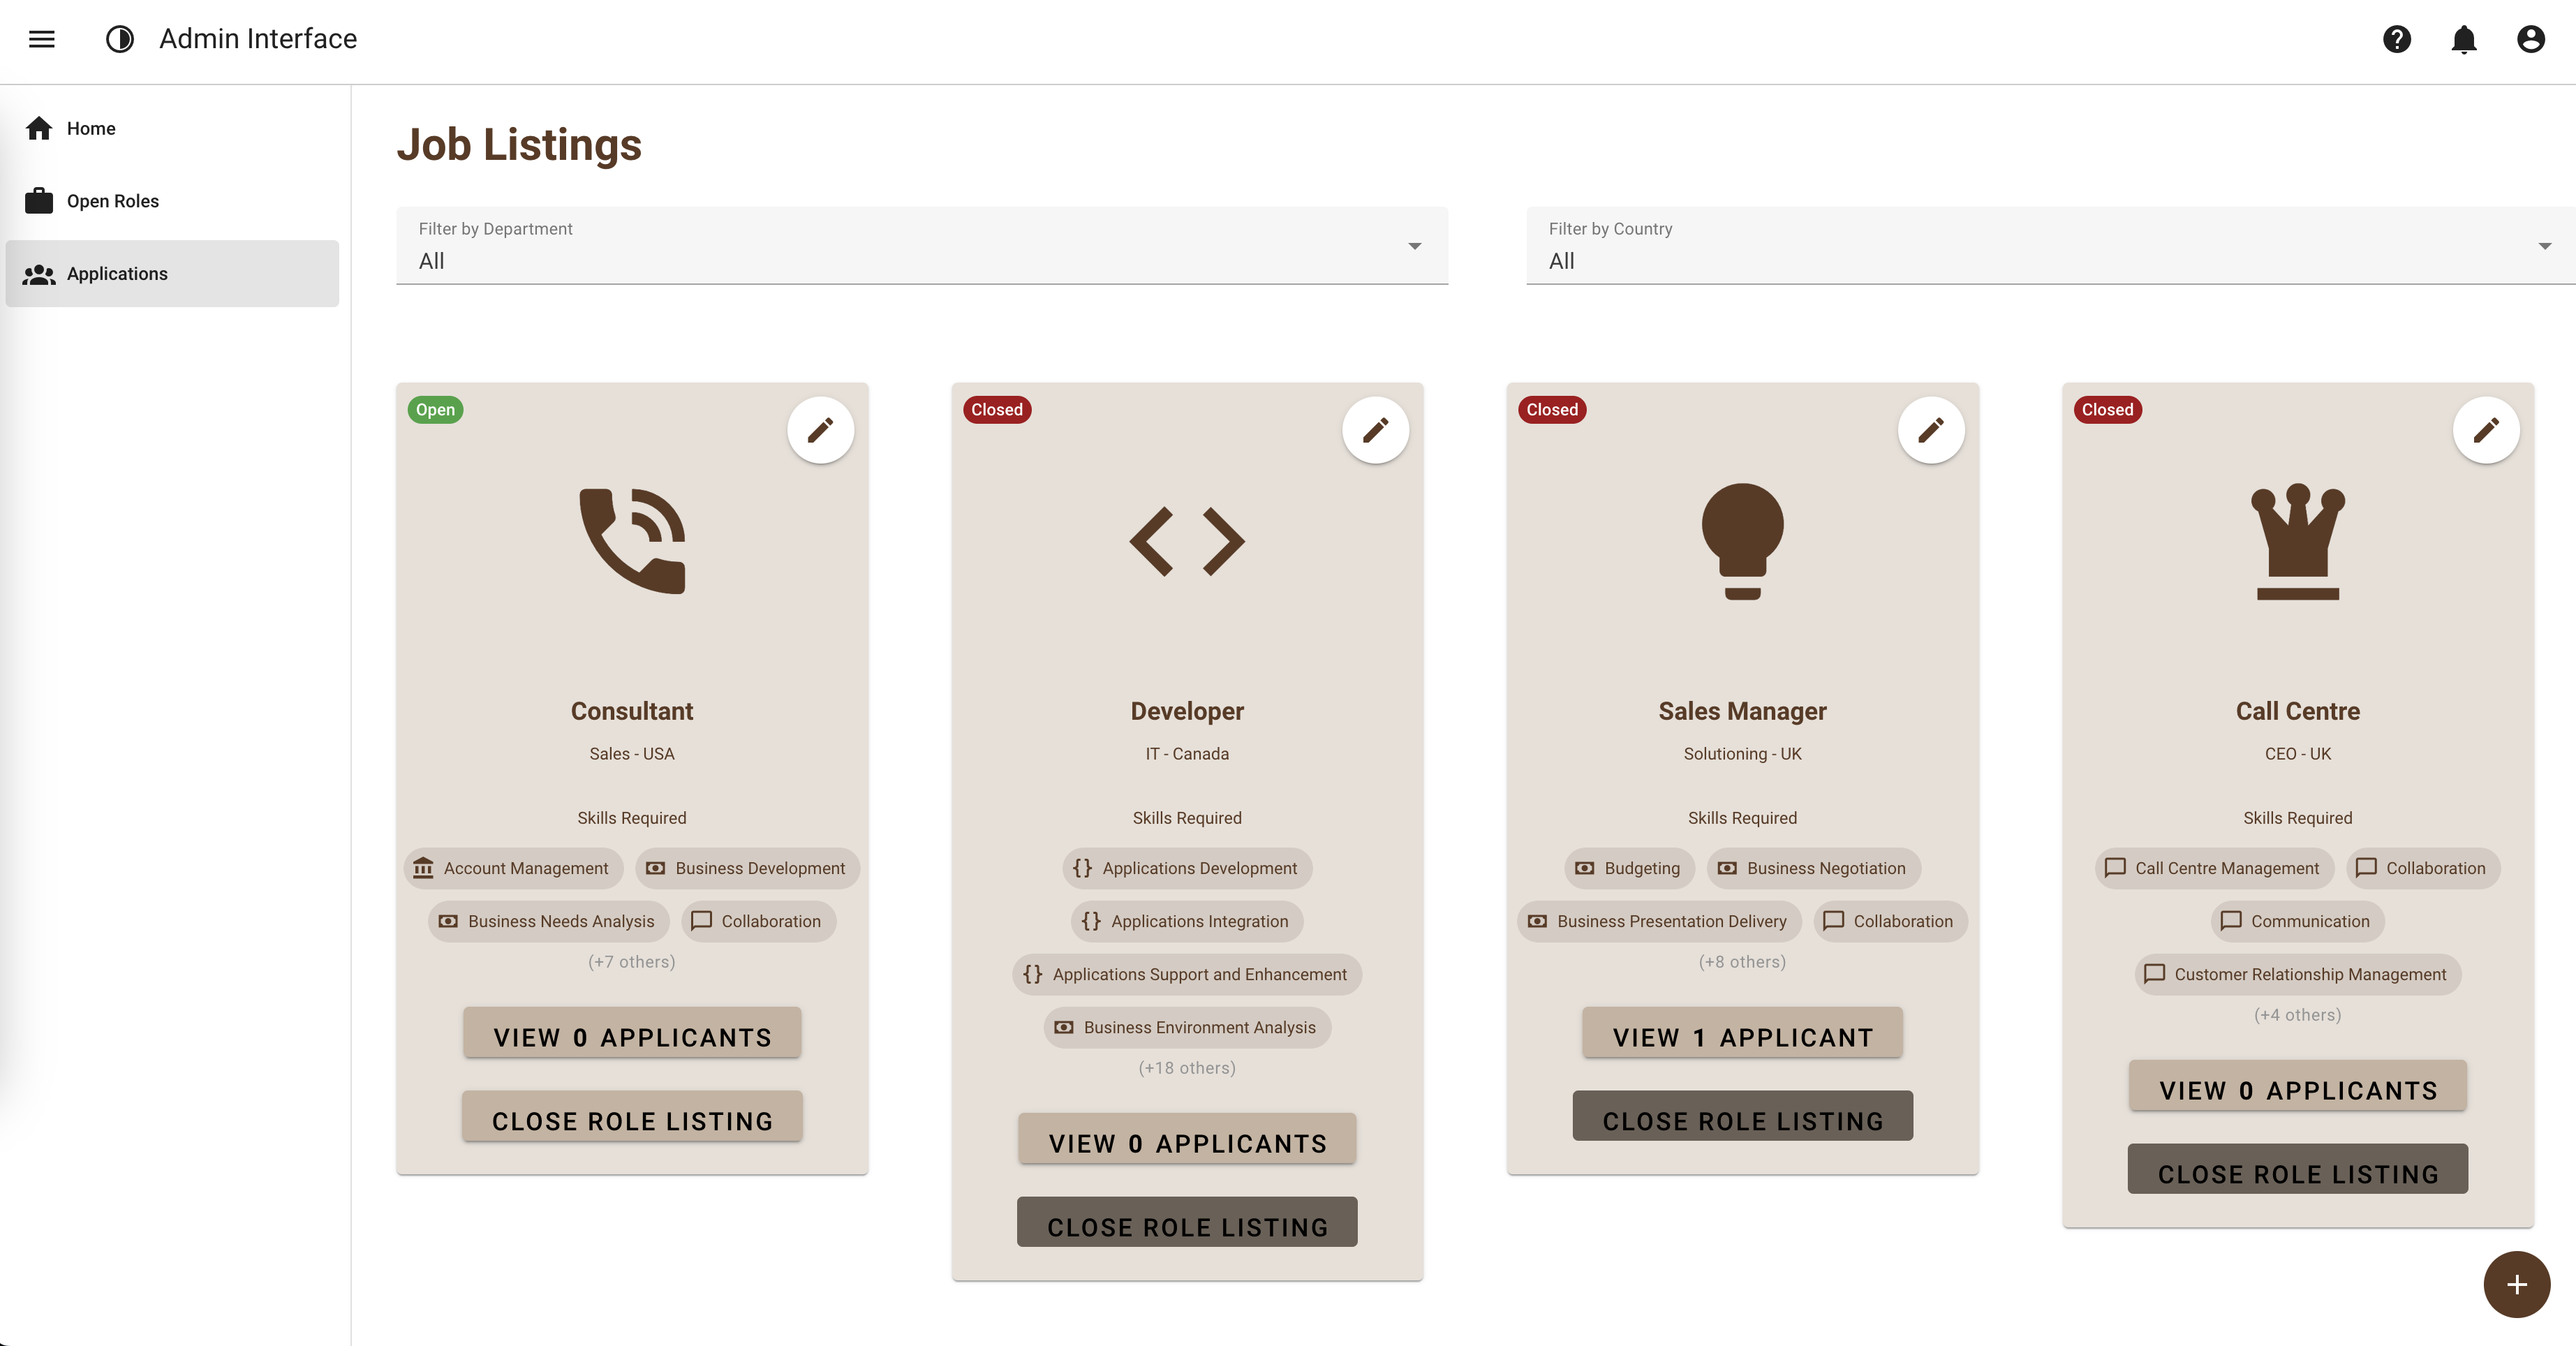 Admin Interface
Home
Open Roles
Applications
Job Listings
Filter by Department
All
Filter by Country
All
Open
Consultant
Sales - USA
Skills Required
Account Management
Business Development
Business Needs Analysis
Collaboration
(+7 others)
VIEW 0 APPLICANTS
CLOSE ROLE LISTING
Closed
Developer
IT - Canada
Skills Required
Applications Development
Applications Integration
Applications Support and Enhancement
Business Environment Analysis
(+18 others)
VIEW 0 APPLICANTS
CLOSE ROLE LISTING
Closed
Sales Manager
Solutioning - UK
Skills Required
Budgeting
Business Negotiation
Business Presentation Delivery
Collaboration
(+8 others)
VIEW 1 APPLICANT
CLOSE ROLE LISTING
Closed
Call Centre
CEO - UK
Skills Required
Call Centre Management
Collaboration
Communication
Customer Relationship Management
(+4 others)
VIEW 0 APPLICANTS
CLOSE ROLE LISTING